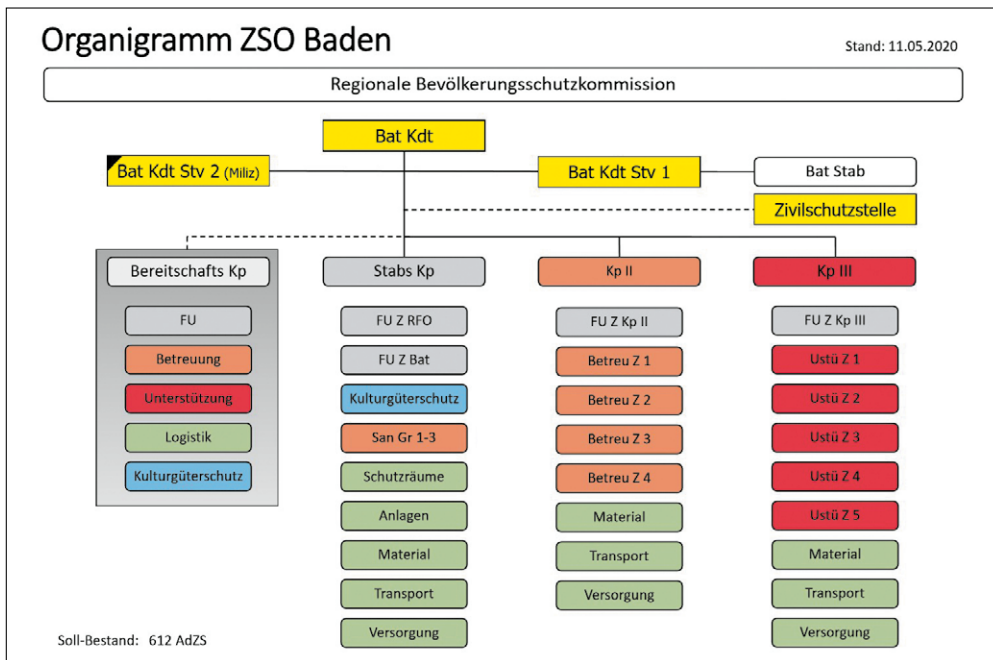 Organigramm ZSO Baden
Stand: 11.05.2020
Regionale Bevölkerungsschutzkommission
Bat Kdt
Bat Kdt Stv 2 (Miliz)
Bat Kdt Stv 1
Bat Stab
Zivilschutzstelle
Bereitschafts Kp
FU
Betreuung
Unterstützung
Logistik
Kulturgüterschutz
Stabs Kp
FU Z RFO
FU Z Bat
Kulturgüterschutz
San Gr 1-3
Schutzräume
Anlagen
Material
Transport
Versorgung
Kp II
FU Z Kp II
Betreu Z 1
Betreu Z 2
Betreu Z 3
Betreu Z 4
Material
Transport
Versorgung
Kp III
FU Z Kp III
Ustü Z 1
Ustü Z 2
Ustü Z 3
Ustü Z 4
Ustü Z 5
Material
Transport
Versorgung
Soll-Bestand: 612 AdZS